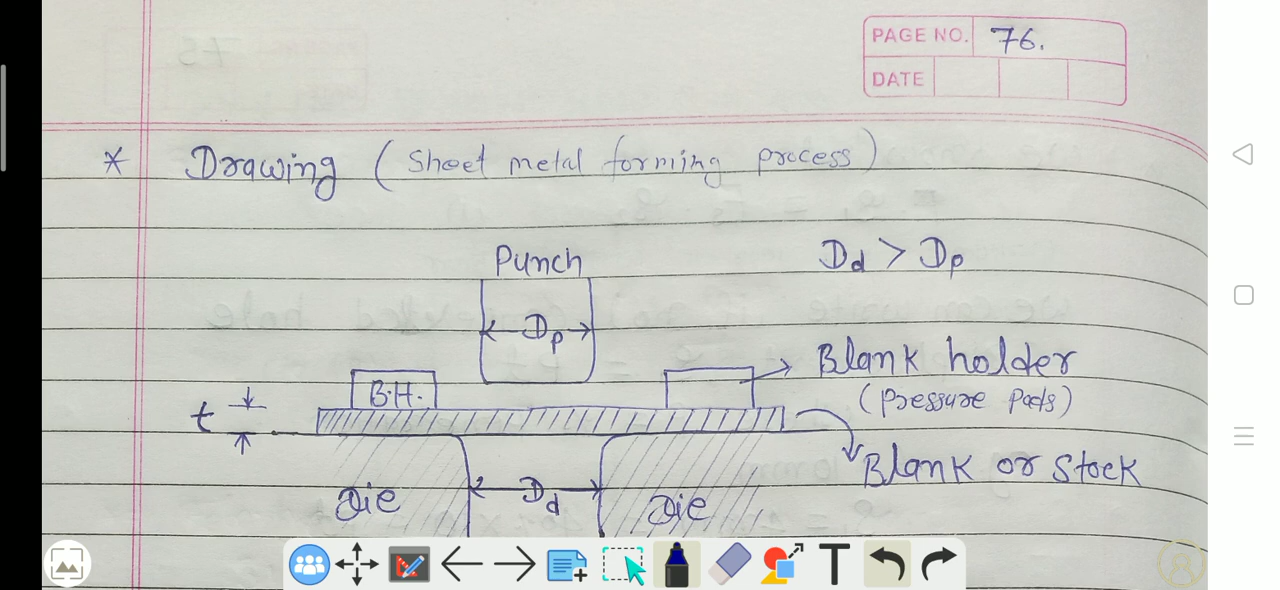 PAGE NO. 76.
DATE
* Drawing (Sheet metal forming process)
Punch
Dd > Dp
Dp
Blank holder
B.H.
(Pressure Pads)
t
Blank or Stock
Die
Dd
Die
T